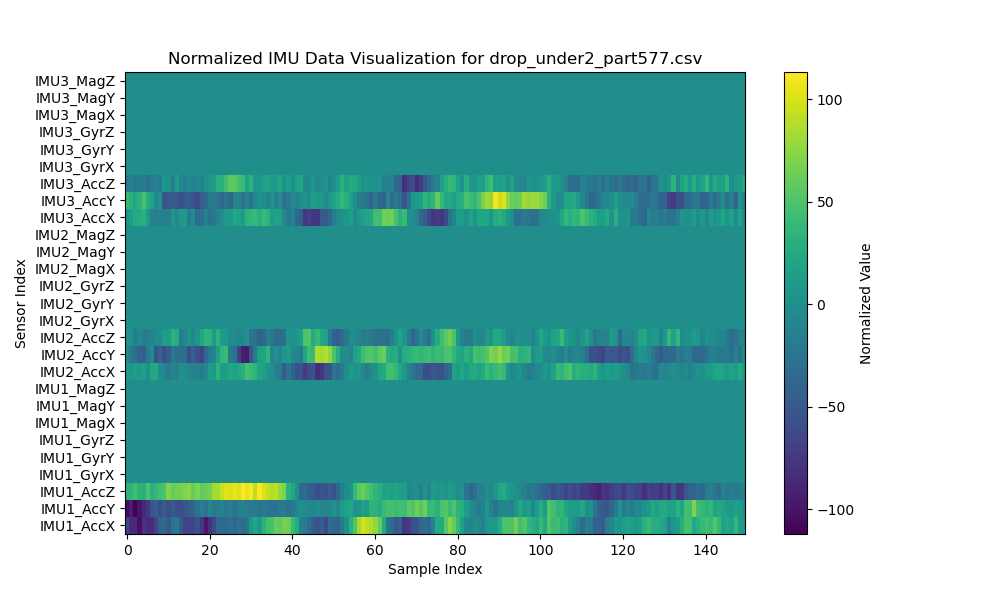 Normalized IMU Data Visualization for drop_under2_part577.csv
IMU3_MagZ
IMU3_MagY
IMU3_MagX
IMU3_GyrZ
IMU3_GyrY
IMU3_GyrX
IMU3_AccZ
IMU3_AccY
IMU3_AccX
IMU2_MagZ
IMU2_MagY
IMU2_MagX
IMU2_GyrZ
IMU2_GyrY
IMU2_GyrX
IMU2_AccZ
IMU2_AccY
IMU2_AccX
IMU1_MagZ
IMU1_MagY
IMU1_MagX
IMU1_GyrZ
IMU1_GyrY
IMU1_GyrX
IMU1_AccZ
IMU1_AccY
IMU1_AccX
Sensor Index
0 20 40 60 80 100 120 140
Sample Index
100
50
0
−50
−100
Normalized Value